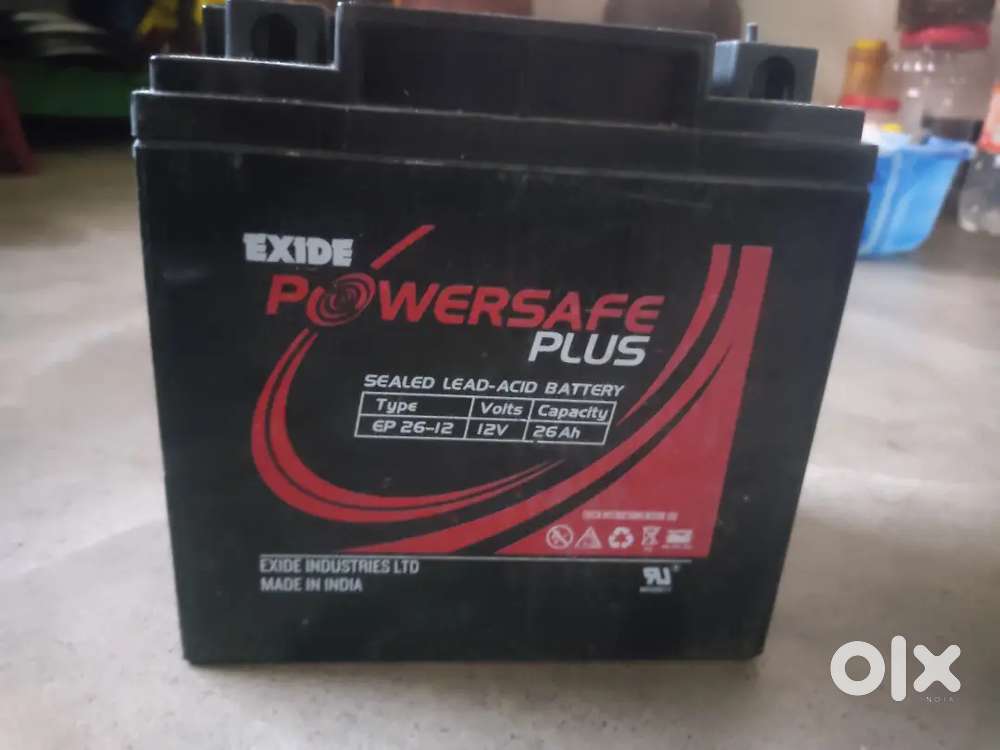 EXIDE
POWERSAFE
PLUS
SEALED LEAD-ACID BATTERY
Type Volts Capacity
EP 26-12 12V 26Ah
EXIDE INDUSTRIES LTD
MADE IN INDIA
olx
INDIA